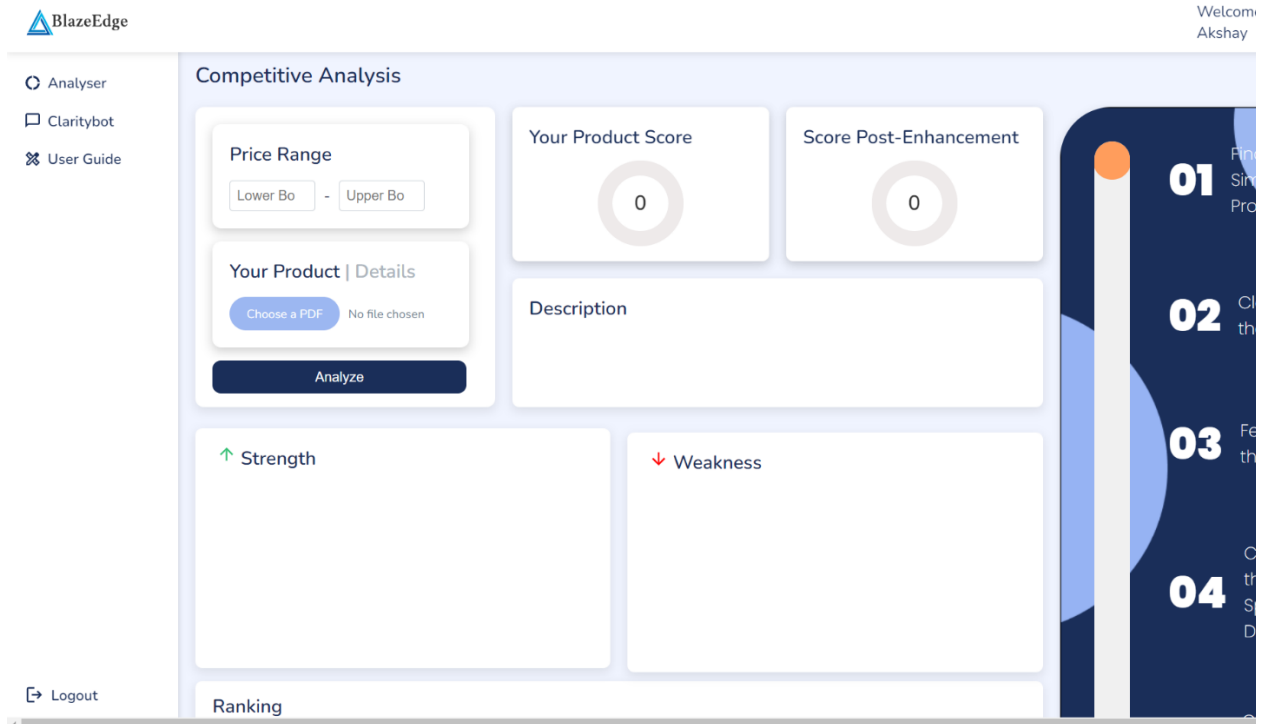 BlazeEdge
Welcome
Akshay
Analyser
Claritybot
User Guide
Logout
Competitive Analysis
Price Range
Lower Bo - Upper Bo
Your Product | Details
Choose a PDF No file chosen
Analyze
Your Product Score
0
Score Post-Enhancement
0
Description
Strength
Weakness
Ranking
01
02
03
04